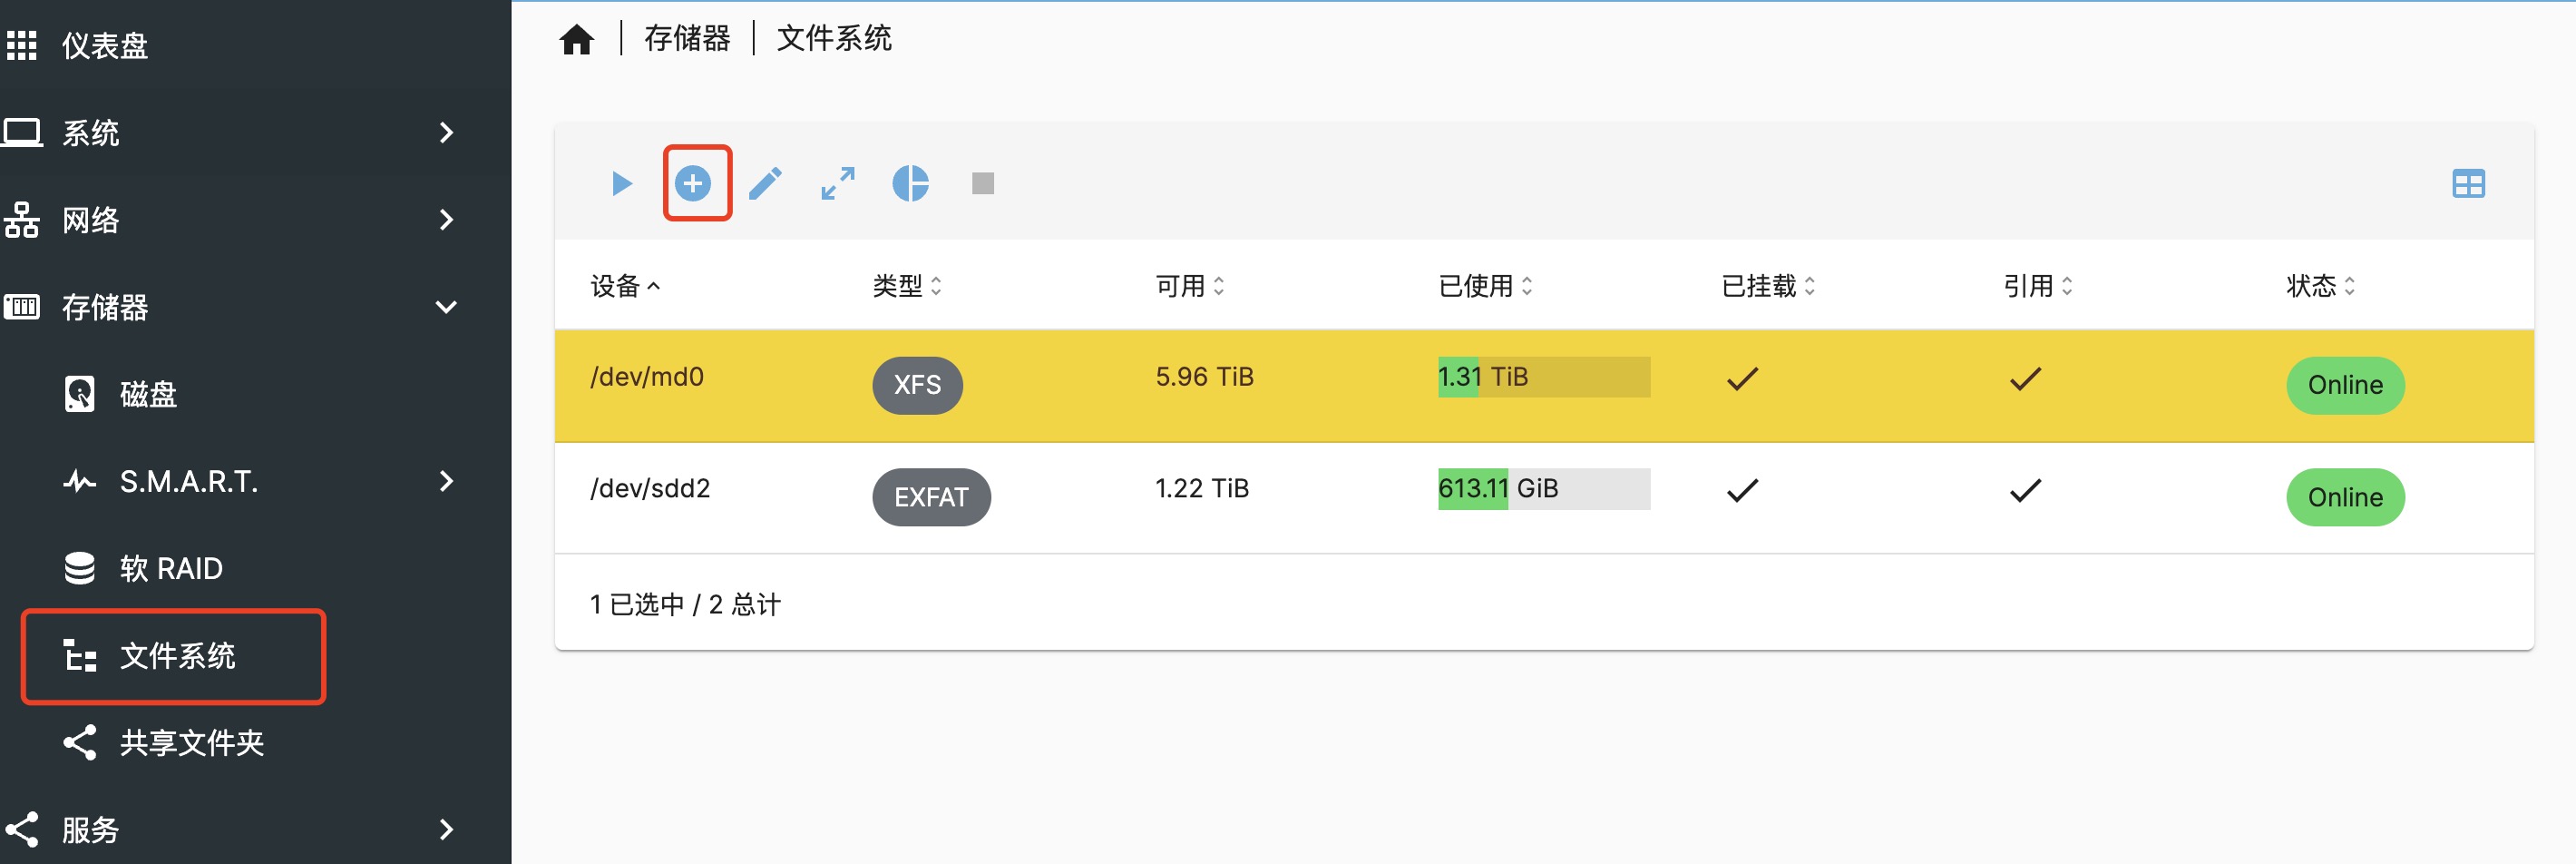 仪表盘
系统
网络
存储器
磁盘
S.M.A.R.T.
软 RAID
文件系统
共享文件夹
服务
存储器 | 文件系统
设备 类型 可用 已使用 已挂载 引用 状态
/dev/md0 XFS 5.96 TiB 1.31 TiB Online
/dev/sdd2 EXFAT 1.22 TiB 613.11 GiB Online
1 已选中 / 2 总计